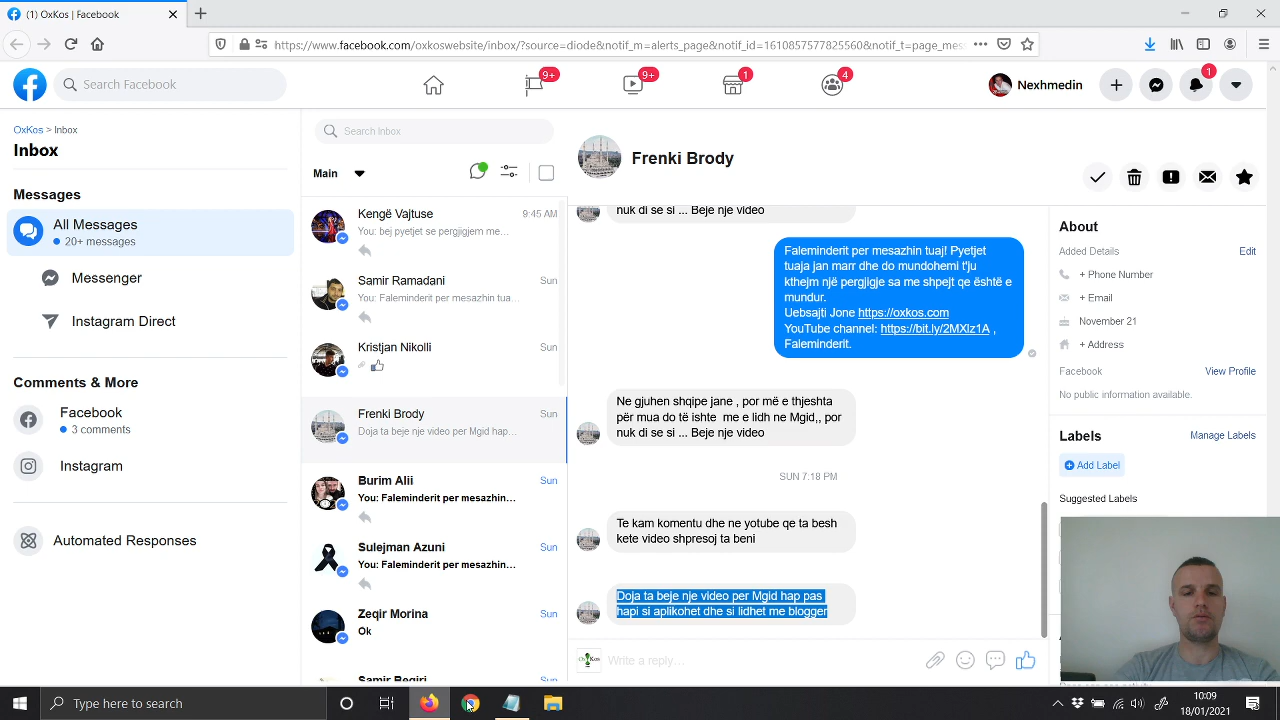 (1) OxKos | Facebook
https://www.facebook.com/oxkoswebsite/inbox/?source=diode&notif_m=alerts_page&notif_id=1610857577825560&notif_t=page_mes
Search Facebook
9+
9+
1
4
Nexhmedin
1
OxKos > Inbox
Inbox
Messages
All Messages
20+ messages
Messenger
Instagram Direct
Comments & More
Facebook
3 comments
Instagram
Automated Responses
Search Inbox
Main
Kengë Vajtuse
9:45 AM
You: bej pyetjet se pergjigjem me…
Samir Ramadani
Sun
You: Faleminderit per mesazhin tua…
Kristjan Nikolli
Sun
Frenki Brody
Sun
Doja ta beje nje video per Mgid hap…
Burim Alii
Sun
You: Faleminderit per mesazhin…
Sulejman Azuni
Sun
You: Faleminderit per mesazhin…
Zeqir Morina
Sun
Ok
Samir Beqiri
Sun
Frenki Brody
nuk di se si ... Beje nje video
Faleminderit per mesazhin tuaj! Pyetjet
tuaja jan marr dhe do mundohemi t'ju
kthejm një pergjigje sa me shpejt qe është e
mundur.
Uebsajti Jone https://oxkos.com
YouTube channel: https://bit.ly/2MXlz1A ,
Faleminderit.
Ne gjuhen shqipe jane , por më e thjeshta
për mua do të ishte  me e lidh ne Mgid,, por
nuk di se si ... Beje nje video
SUN 7:18 PM
Te kam komentu dhe ne yotube qe ta besh
kete video shpresoj ta beni
Doja ta beje nje video per Mgid hap pas
hapi si aplikohet dhe si lidhet me blogger
OxKos
Write a reply…
About
Added Details
Edit
+ Phone Number
+ Email
November 21
+ Address
Facebook
View Profile
No public information available.
Labels
Manage Labels
Add Label
Suggested Labels
Type here to search
10:09
18/01/2021